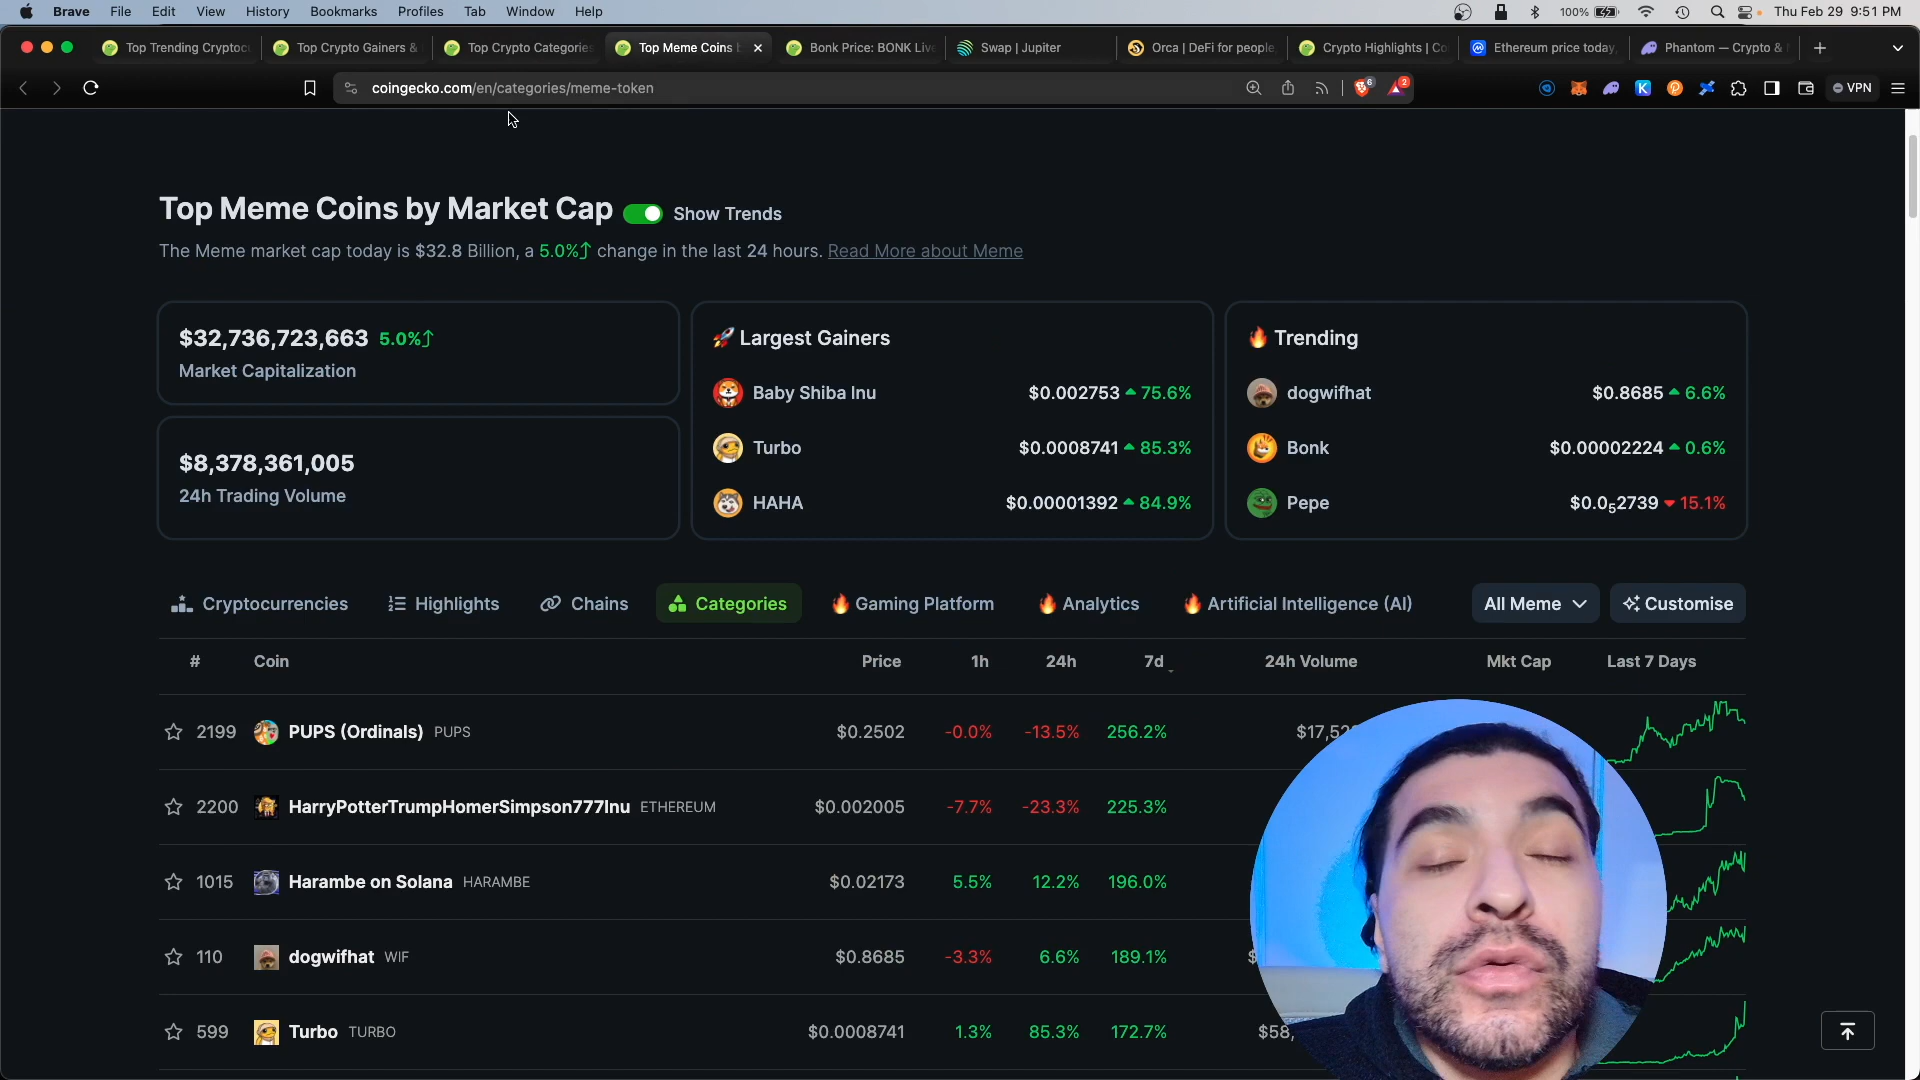 Brave File Edit View History Bookmarks Profiles Tab Window Help 100% Thu Feb 29 9:51 PM
Top Trending Cryptoc Top Crypto Gainers & Top Crypto Categories Top Meme Coins Bonk Price: BONK Live Swap | Jupiter Orca | DeFi for people, Crypto Highlights | Co Ethereum price today, Phantom — Crypto &
coingecko.com/en/categories/meme-token 6 2 VPN
Top Meme Coins by Market Cap Show Trends
The Meme market cap today is $32.8 Billion, a 5.0% change in the last 24 hours. Read More about Meme
$32,736,723,663 5.0%
Market Capitalization
$8,378,361,005
24h Trading Volume
Largest Gainers
Baby Shiba Inu $0.002753 75.6%
Turbo $0.0008741 85.3%
HAHA $0.00001392 84.9%
Trending
dogwifhat $0.8685 6.6%
Bonk $0.00002224 0.6%
Pepe $0.0₅2739 15.1%
Cryptocurrencies Highlights Chains Categories Gaming Platform Analytics Artificial Intelligence (AI) All Meme Customise
# Coin Price 1h 24h 7d 24h Volume Mkt Cap Last 7 Days
2199 PUPS (Ordinals) PUPS $0.2502 -0.0% -13.5% 256.2% $17,52
2200 HarryPotterTrumpHomerSimpson777Inu ETHEREUM $0.002005 -7.7% -23.3% 225.3%
1015 Harambe on Solana HARAMBE $0.02173 5.5% 12.2% 196.0%
110 dogwifhat WIF $0.8685 -3.3% 6.6% 189.1% $
599 Turbo TURBO $0.0008741 1.3% 85.3% 172.7% $58,